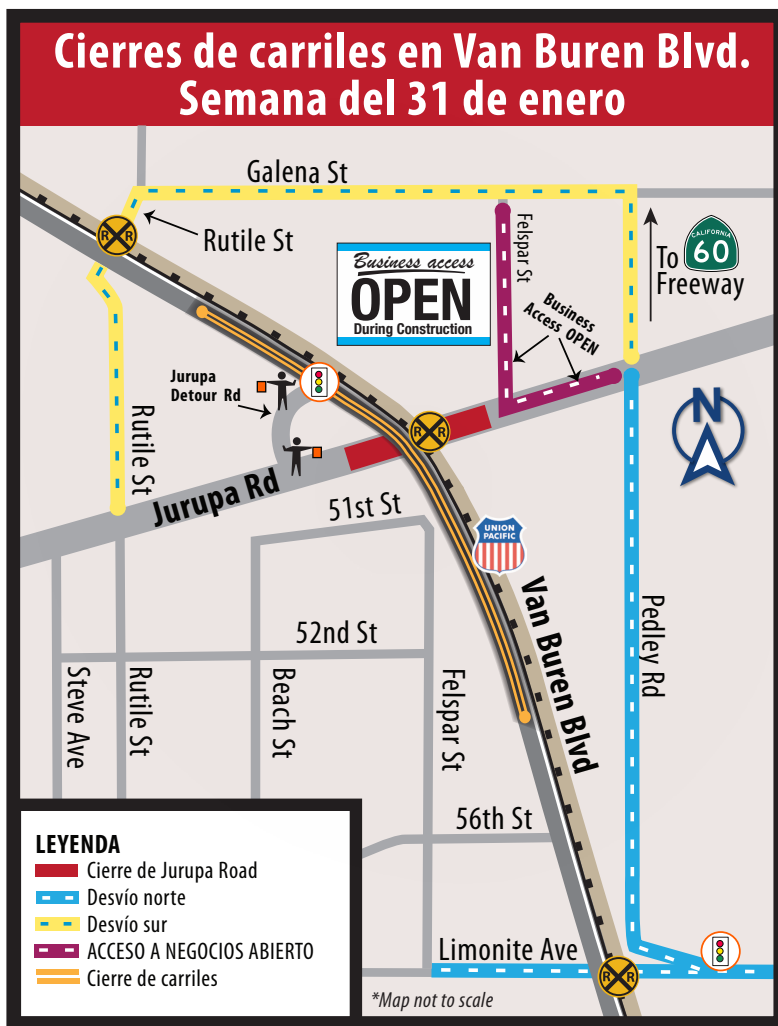 Cierres de carriles en Van Buren Blvd.
Semana del 31 de enero
Galena St
Rutile St
R R
Felspar St
CALIFORNIA
60
To
Freeway
Business access
OPEN
During Construction
Business
Access OPEN
Jurupa
Detour Rd
R R
N
Rutile St
Jurupa Rd
51st St
UNION
PACIFIC
Van Buren Blvd
Pedley Rd
52nd St
Steve Ave
Rutile St
Beach St
Felspar St
56th St
LEYENDA
Cierre de Jurupa Road
Desvío norte
Desvío sur
ACCESO A NEGOCIOS ABIERTO
Cierre de carriles
Limonite Ave
R R
*Map not to scale